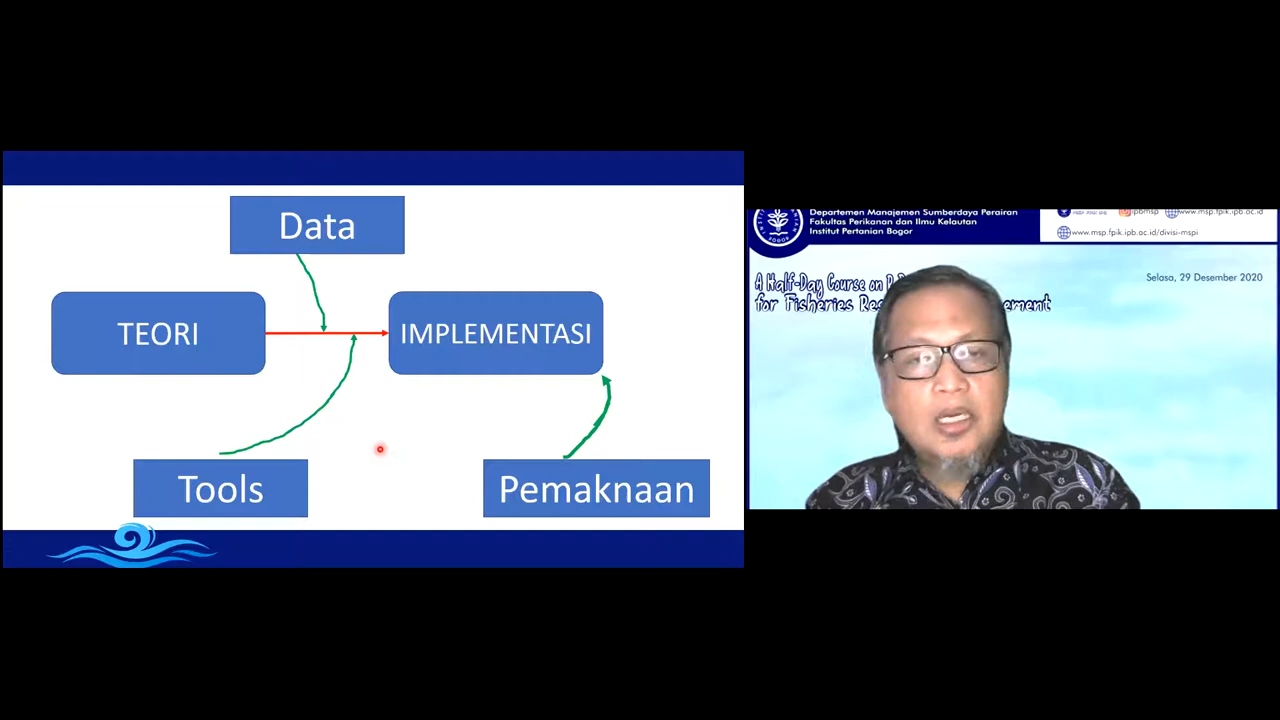 Data
TEORI
IMPLEMENTASI
Tools
Pemaknaan
Departemen Manajemen Sumberdaya Perairan
Fakultas Perikanan dan Ilmu Kelautan
Institut Pertanian Bogor
ipbmsp
www.msp.fpik.ipb.ac.id
www.msp.fpik.ipb.ac.id/divisi-mspi
Selasa, 29 Desember 2020
A Half-Day Course on
for Fisheries